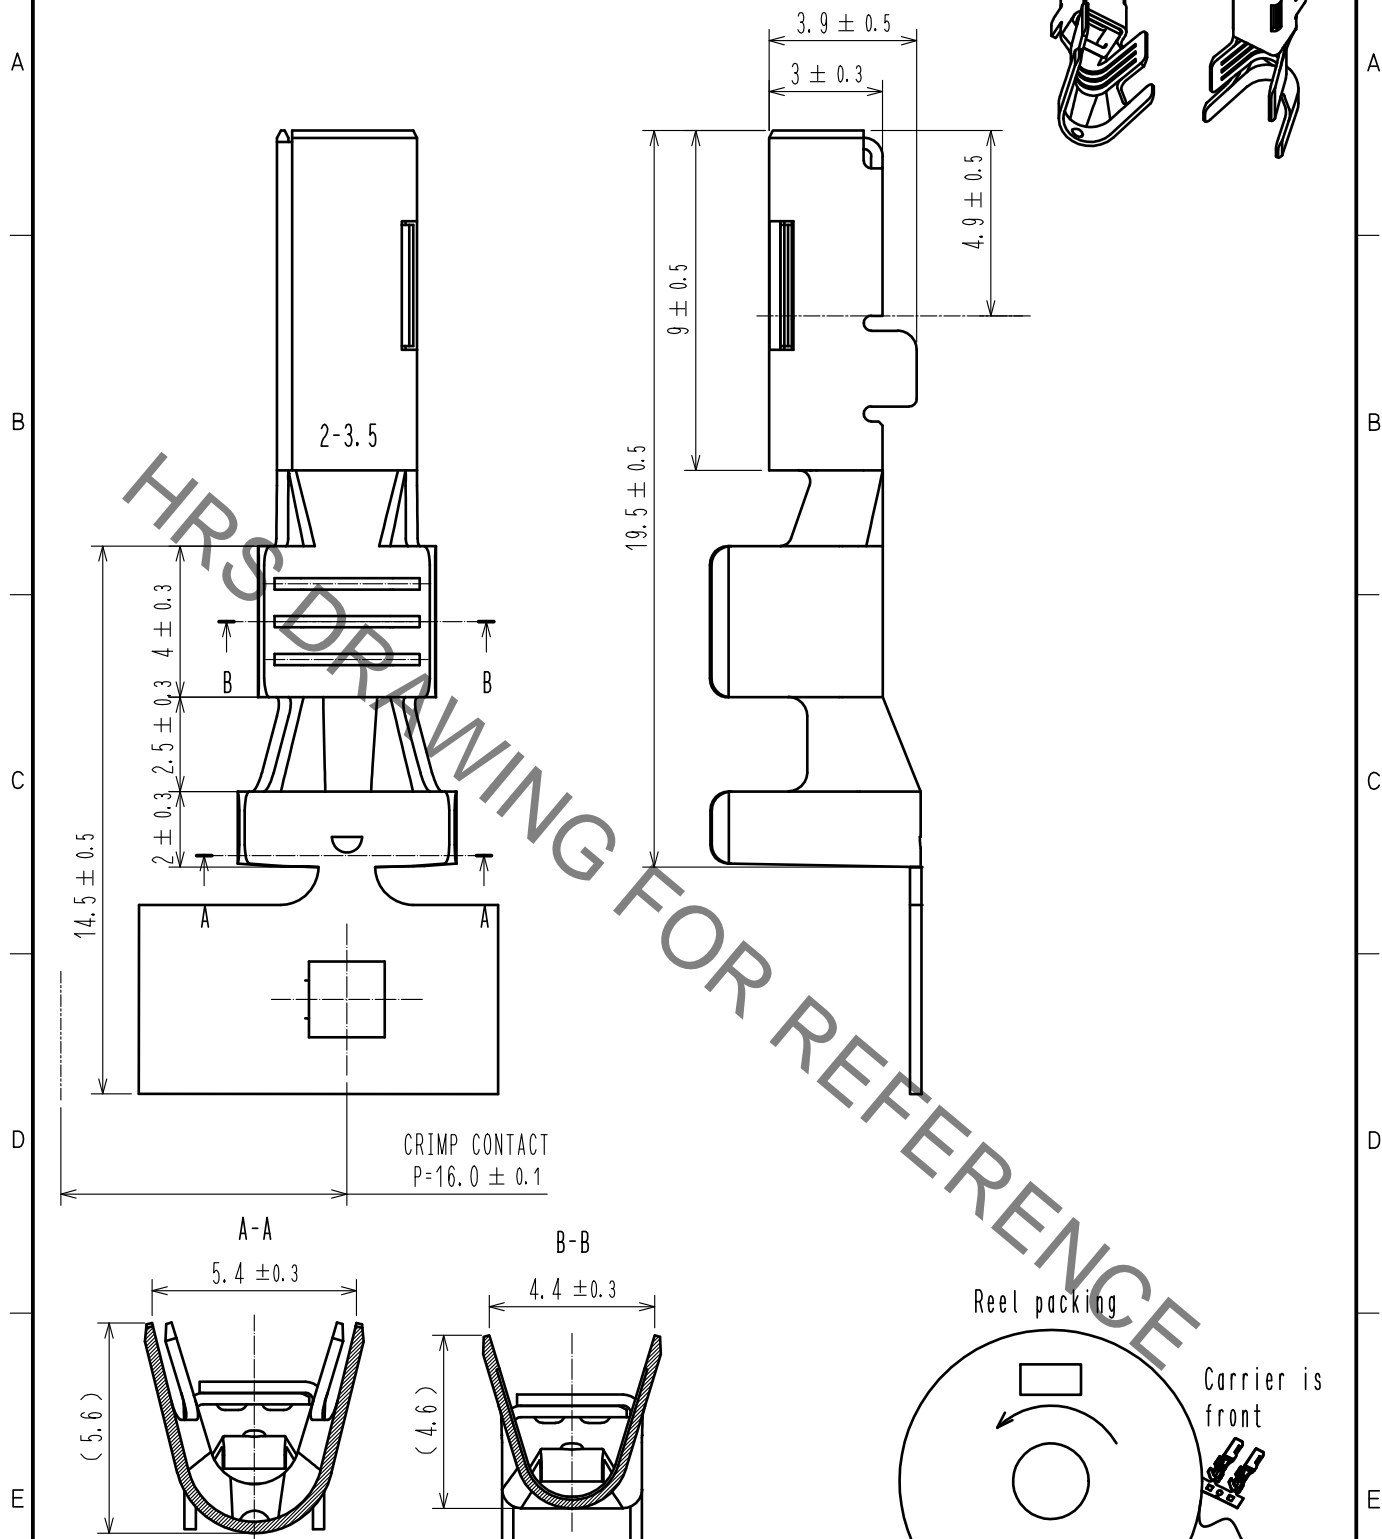 A
A
3.9 ± 0.5
3 ± 0.3
4.9 ± 0.5
9 ± 0.5
19.5 ± 0.5
B
B
2-3.5
4 ± 0.3
B
B
2.5 ± 0.3
C
C
2 ± 0.3
14.5 ± 0.5
A
A
HRS DRAWING FOR REFERENCE
D
D
CRIMP CONTACT
P=16.0 ± 0.1
A-A
B-B
5.4 ±0.3
4.4 ±0.3
Reel packing
Carrier is
front
(5.6)
(4.6)
E
E